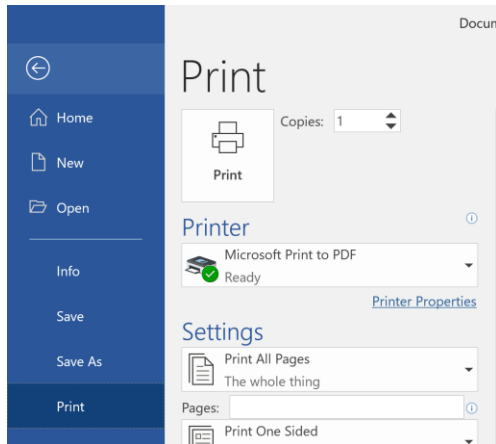 Docum
Print
Home
New
Open
Info
Save
Save As
Print
Copies: 1
Print
Printer
Microsoft Print to PDF
Ready
Printer Properties
Settings
Print All Pages
The whole thing
Pages:
Print One Sided